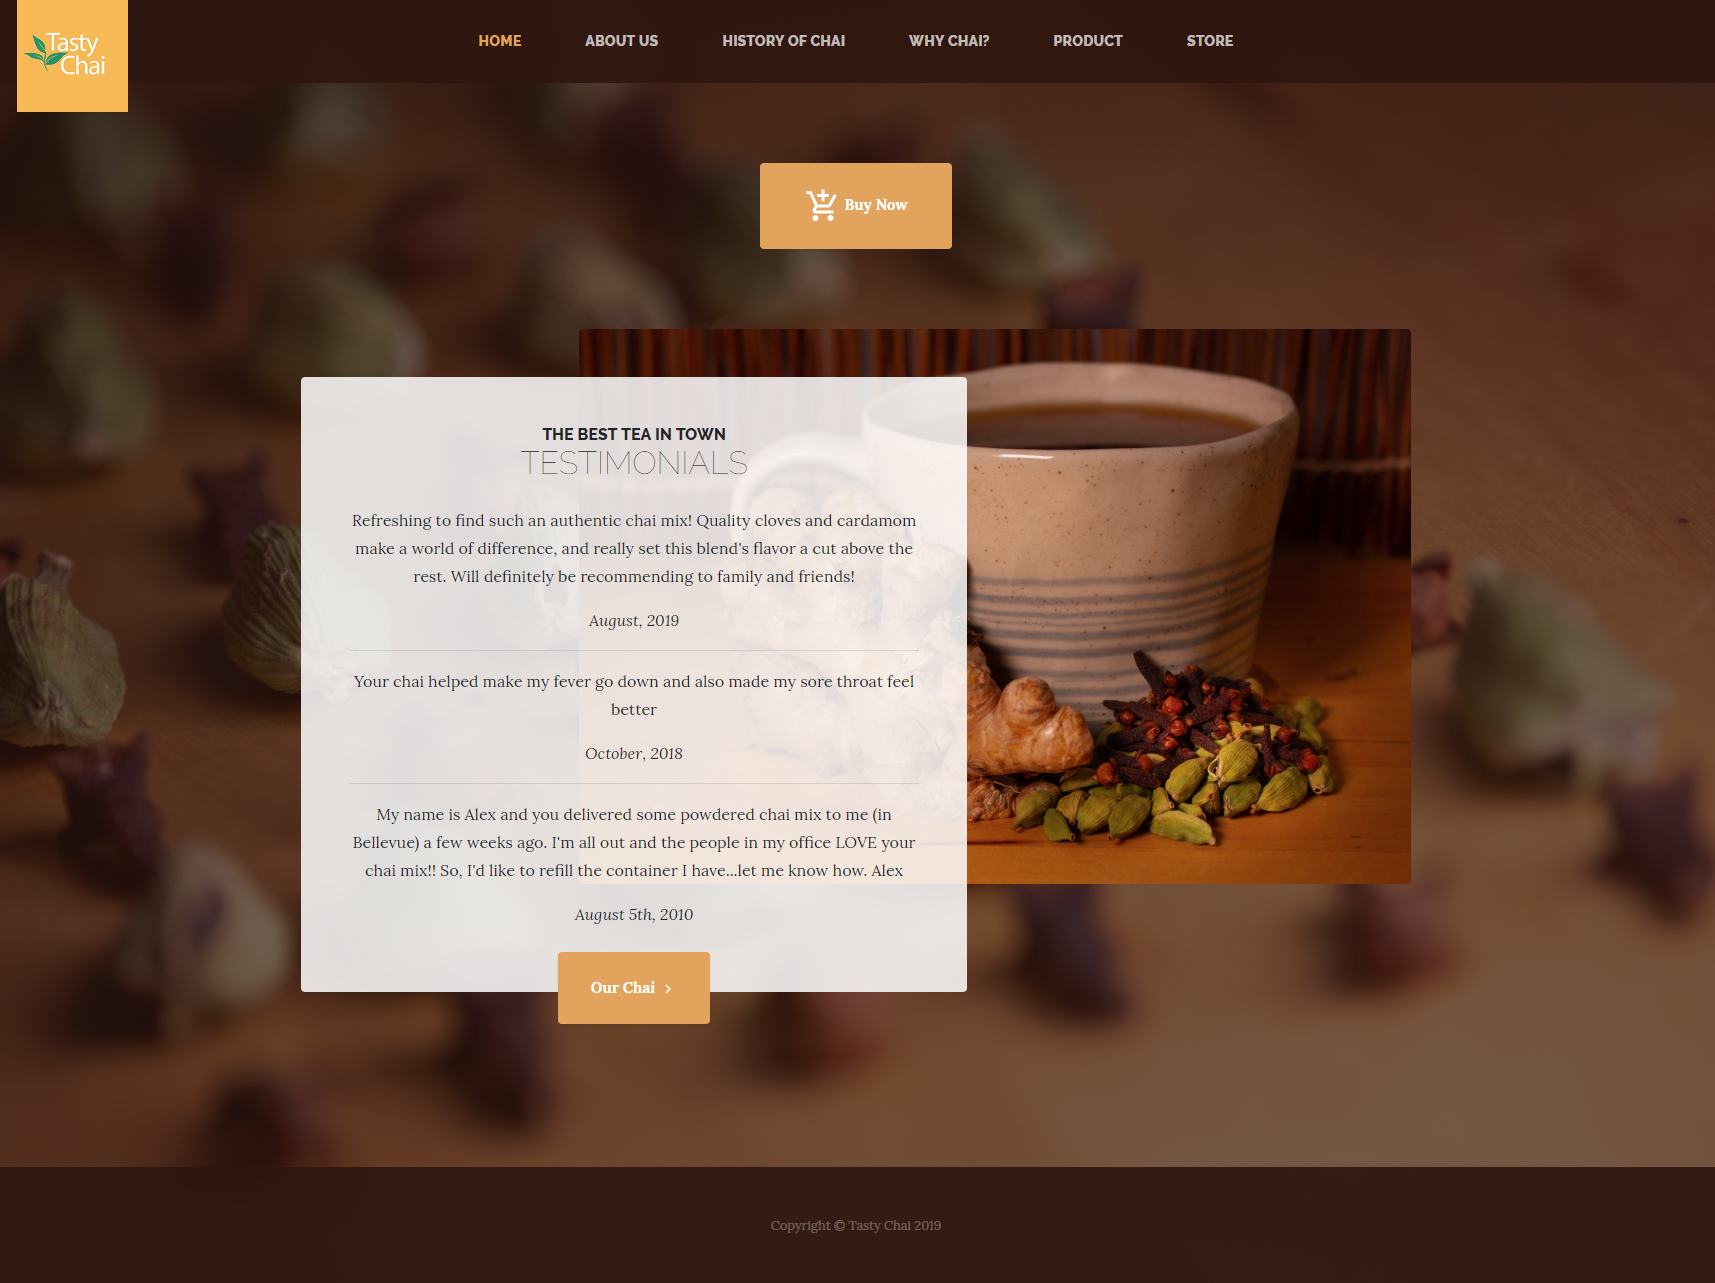 Tasty
Chai
HOME ABOUT US HISTORY OF CHAI WHY CHAI? PRODUCT STORE
Buy Now
THE BEST TEA IN TOWN
TESTIMONIALS
Refreshing to find such an authentic chai mix! Quality cloves and cardamom
make a world of difference, and really set this blend's flavor a cut above the
rest. Will definitely be recommending to family and friends!
August, 2019
Your chai helped make my fever go down and also made my sore throat feel
better
October, 2018
My name is Alex and you delivered some powdered chai mix to me (in
Bellevue) a few weeks ago. I'm all out and the people in my office LOVE your
chai mix!! So, I'd like to refill the container I have...let me know how. Alex
August 5th, 2010
Our Chai
Copyright © Tasty Chai 2019